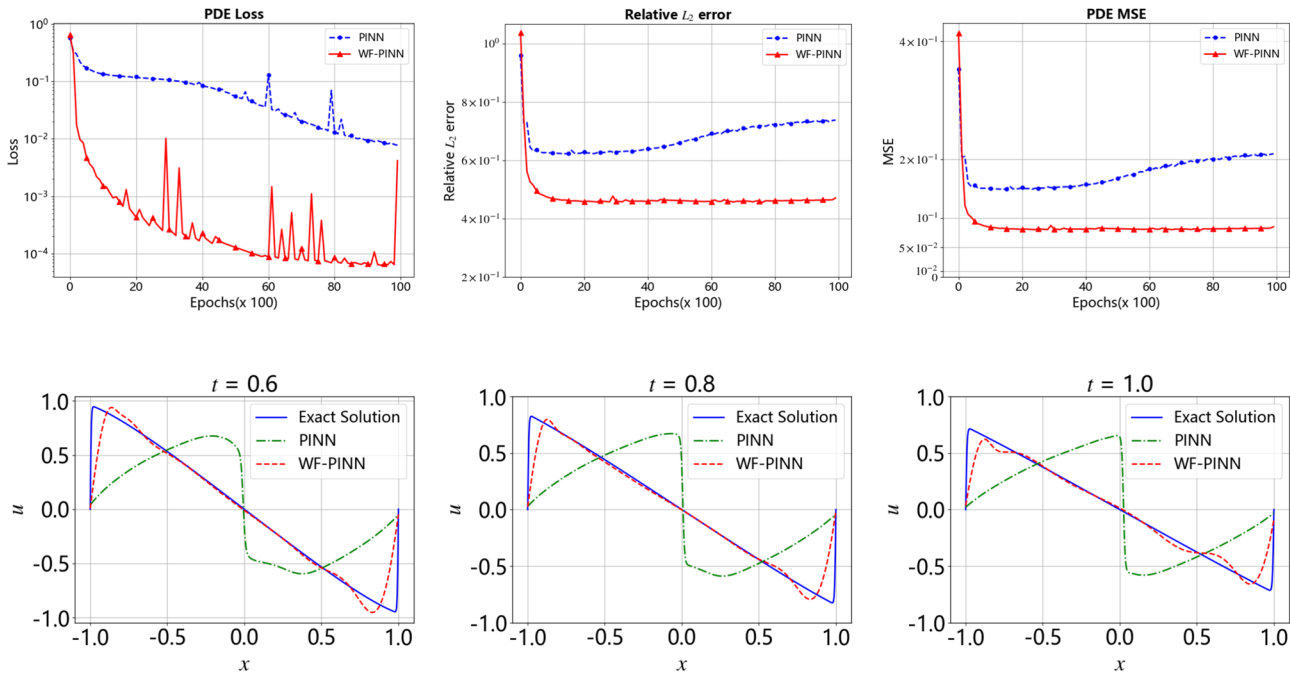 PDE Loss
10⁰
10⁻¹
10⁻²
10⁻³
10⁻⁴
Loss
0 20 40 60 80 100
Epochs(x 100)
PINN
WF-PINN
Relative L₂ error
10⁰
8×10⁻¹
6×10⁻¹
4×10⁻¹
2×10⁻¹
Relative L₂ error
0 20 40 60 80 100
Epochs(x 100)
PINN
WF-PINN
PDE MSE
4×10⁻¹
2×10⁻¹
10⁻¹
5×10⁻²
10⁻²
0
MSE
0 20 40 60 80 100
Epochs(x 100)
PINN
WF-PINN
t = 0.6
1.0
0.5
0.0
-0.5
-1.0
u
-1.0 -0.5 0.0 0.5 1.0
x
Exact Solution
PINN
WF-PINN
t = 0.8
1.0
0.5
0.0
-0.5
-1.0
u
-1.0 -0.5 0.0 0.5 1.0
x
Exact Solution
PINN
WF-PINN
t = 1.0
1.0
0.5
0.0
-0.5
-1.0
u
-1.0 -0.5 0.0 0.5 1.0
x
Exact Solution
PINN
WF-PINN